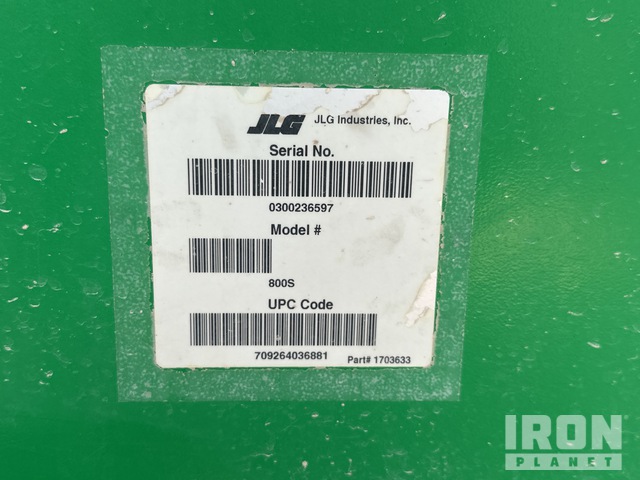 JLG JLG Industries, Inc.
Serial No.
0300236597
Model #
800S
UPC Code
709264036881 Part# 1703633
IRON
PLANET